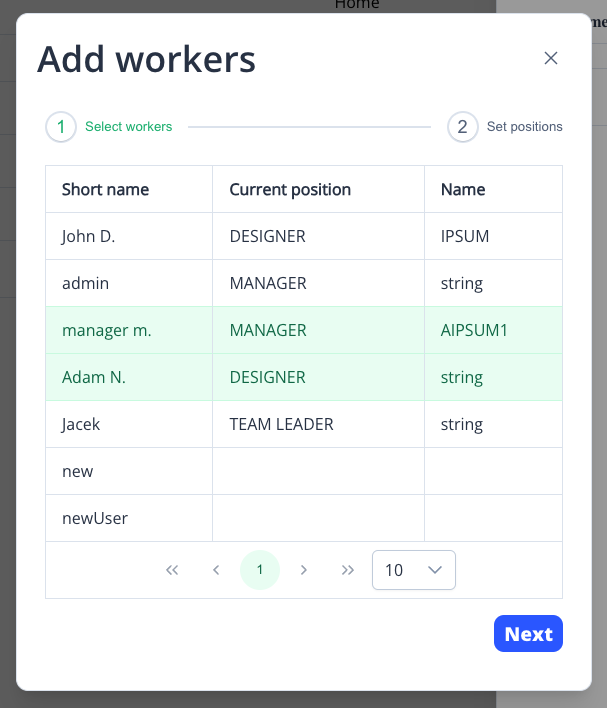 Home
Add workers
1 Select workers 2 Set positions
Short name Current position Name
John D. DESIGNER IPSUM
admin MANAGER string
manager m. MANAGER AIPSUM1
Adam N. DESIGNER string
Jacek TEAM LEADER string
new
newUser
1 10
Next